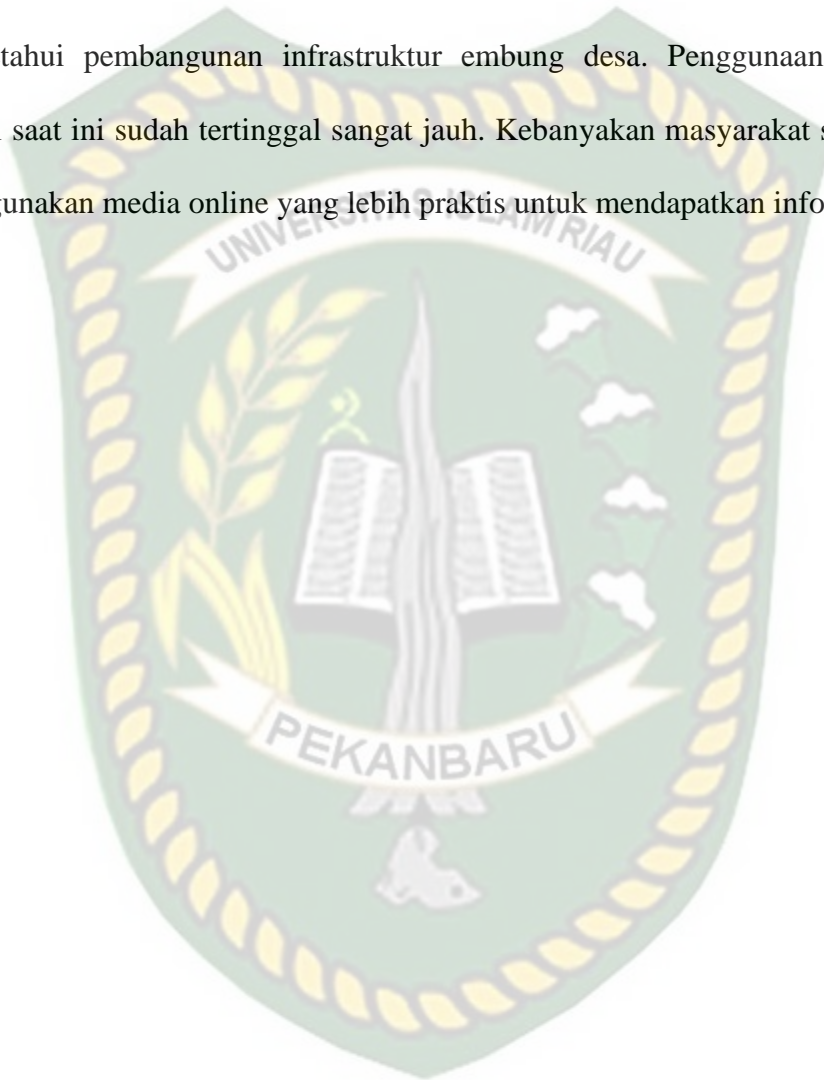 tahui pembangunan infrastruktur embung desa. Penggunaan
saat ini sudah tertinggal sangat jauh. Kebanyakan masyarakat
gunakan media online yang lebih praktis untuk mendapatkan info
UNIVERSITAS ISLAM RIAU
PEKANBARU